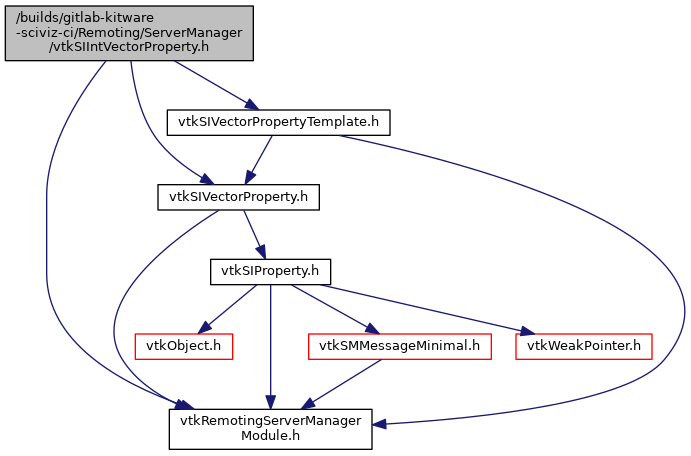 /builds/gitlab-kitware
-sciviz-ci/Remoting/ServerManager
/vtkSIIntVectorProperty.h
vtkSIVectorPropertyTemplate.h
vtkSIVectorProperty.h
vtkSIProperty.h
vtkObject.h
vtkSMMessageMinimal.h
vtkWeakPointer.h
vtkRemotingServerManager
Module.h